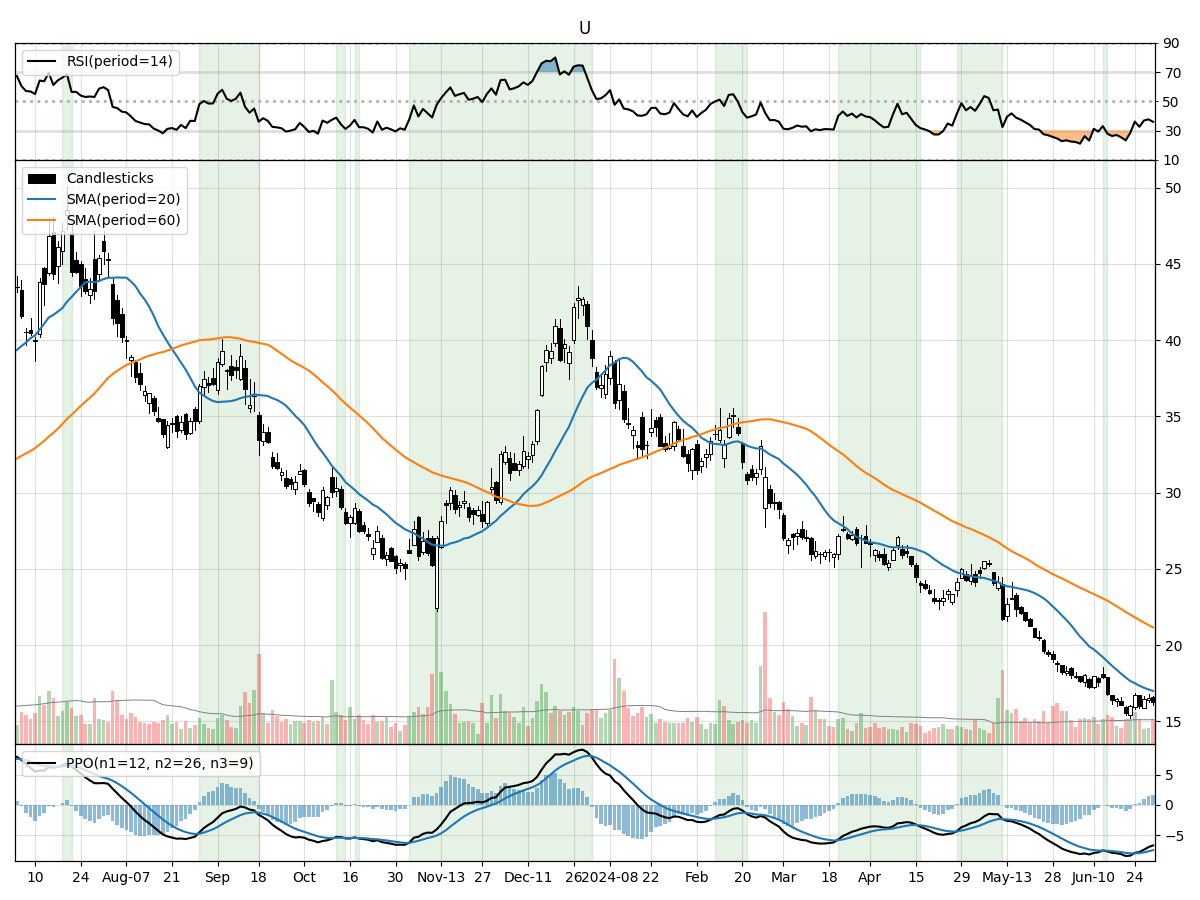 U
RSI(period=14)
90
70
50
30
10
Candlesticks
SMA(period=20)
SMA(period=60)
50
45
40
35
30
25
20
15
PPO(n1=12, n2=26, n3=9)
5
0
−5
10 24 Aug-07 21 Sep 18 Oct 16 30 Nov-13 27 Dec-11 26 2024-08 22 Feb 20 Mar 18 Apr 15 29 May-13 28 Jun-10 24